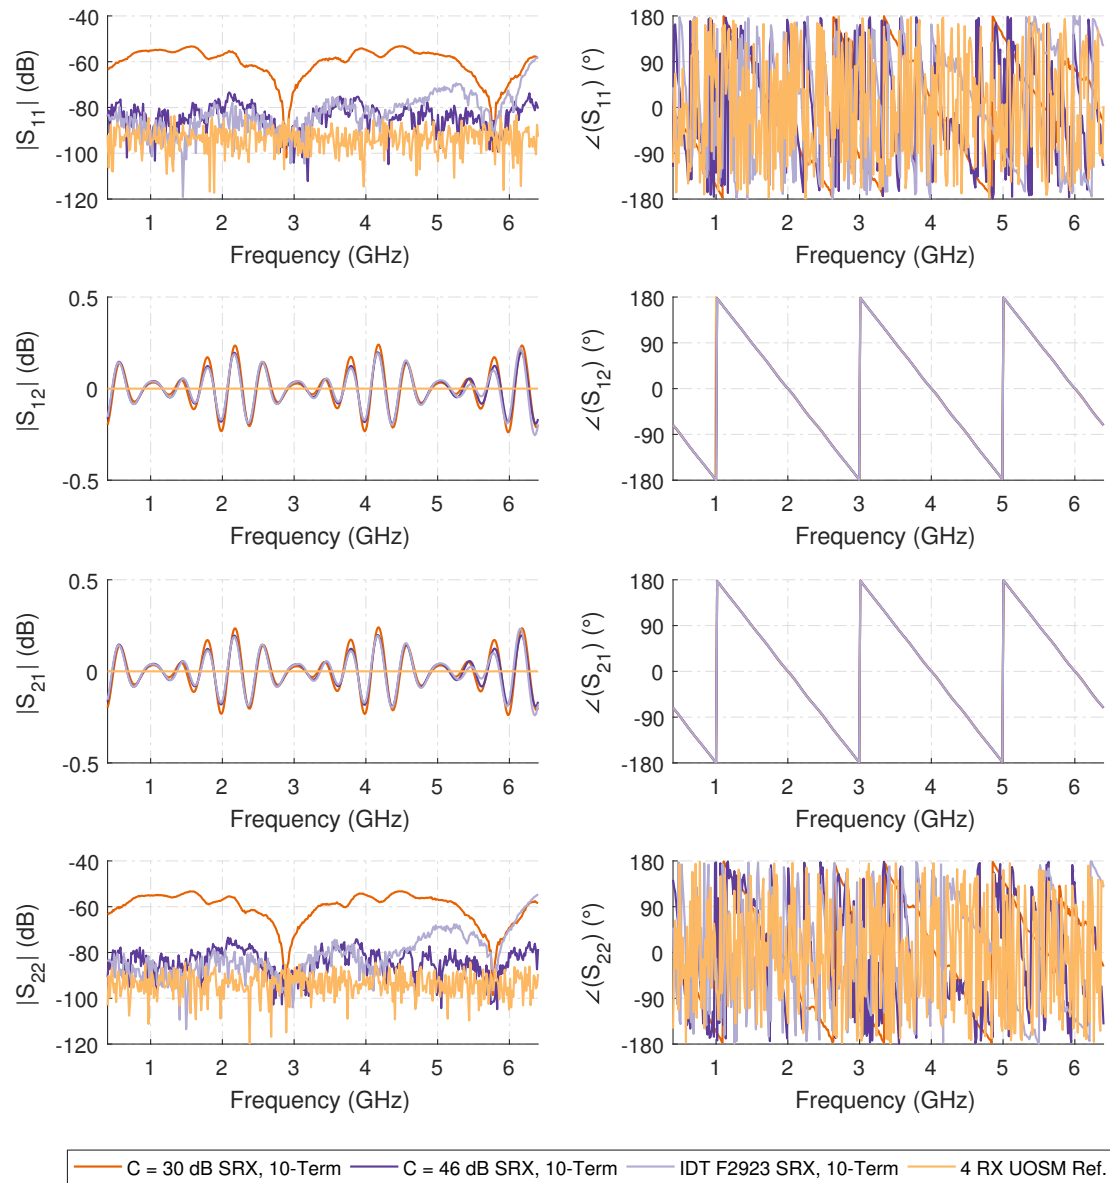 |S11| (dB)
-40
-60
-80
-100
-120
1 2 3 4 5 6
Frequency (GHz)
∠(S11) (°)
180
90
0
-90
-180
1 2 3 4 5 6
Frequency (GHz)
|S12| (dB)
0.5
0
-0.5
1 2 3 4 5 6
Frequency (GHz)
∠(S12) (°)
180
90
0
-90
-180
1 2 3 4 5 6
Frequency (GHz)
|S21| (dB)
0.5
0
-0.5
1 2 3 4 5 6
Frequency (GHz)
∠(S21) (°)
180
90
0
-90
-180
1 2 3 4 5 6
Frequency (GHz)
|S22| (dB)
-40
-60
-80
-100
-120
1 2 3 4 5 6
Frequency (GHz)
∠(S22) (°)
180
90
0
-90
-180
1 2 3 4 5 6
Frequency (GHz)
C = 30 dB SRX, 10-Term C = 46 dB SRX, 10-Term IDT F2923 SRX, 10-Term 4 RX UOSM Ref.